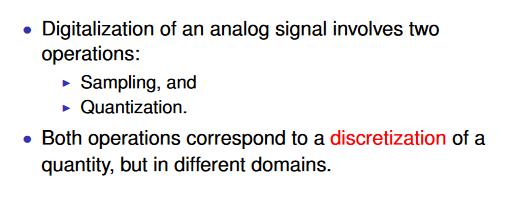 • Digitalization of an analog signal involves two
operations:
▸ Sampling, and
▸ Quantization.
• Both operations correspond to a discretization of a
quantity, but in different domains.